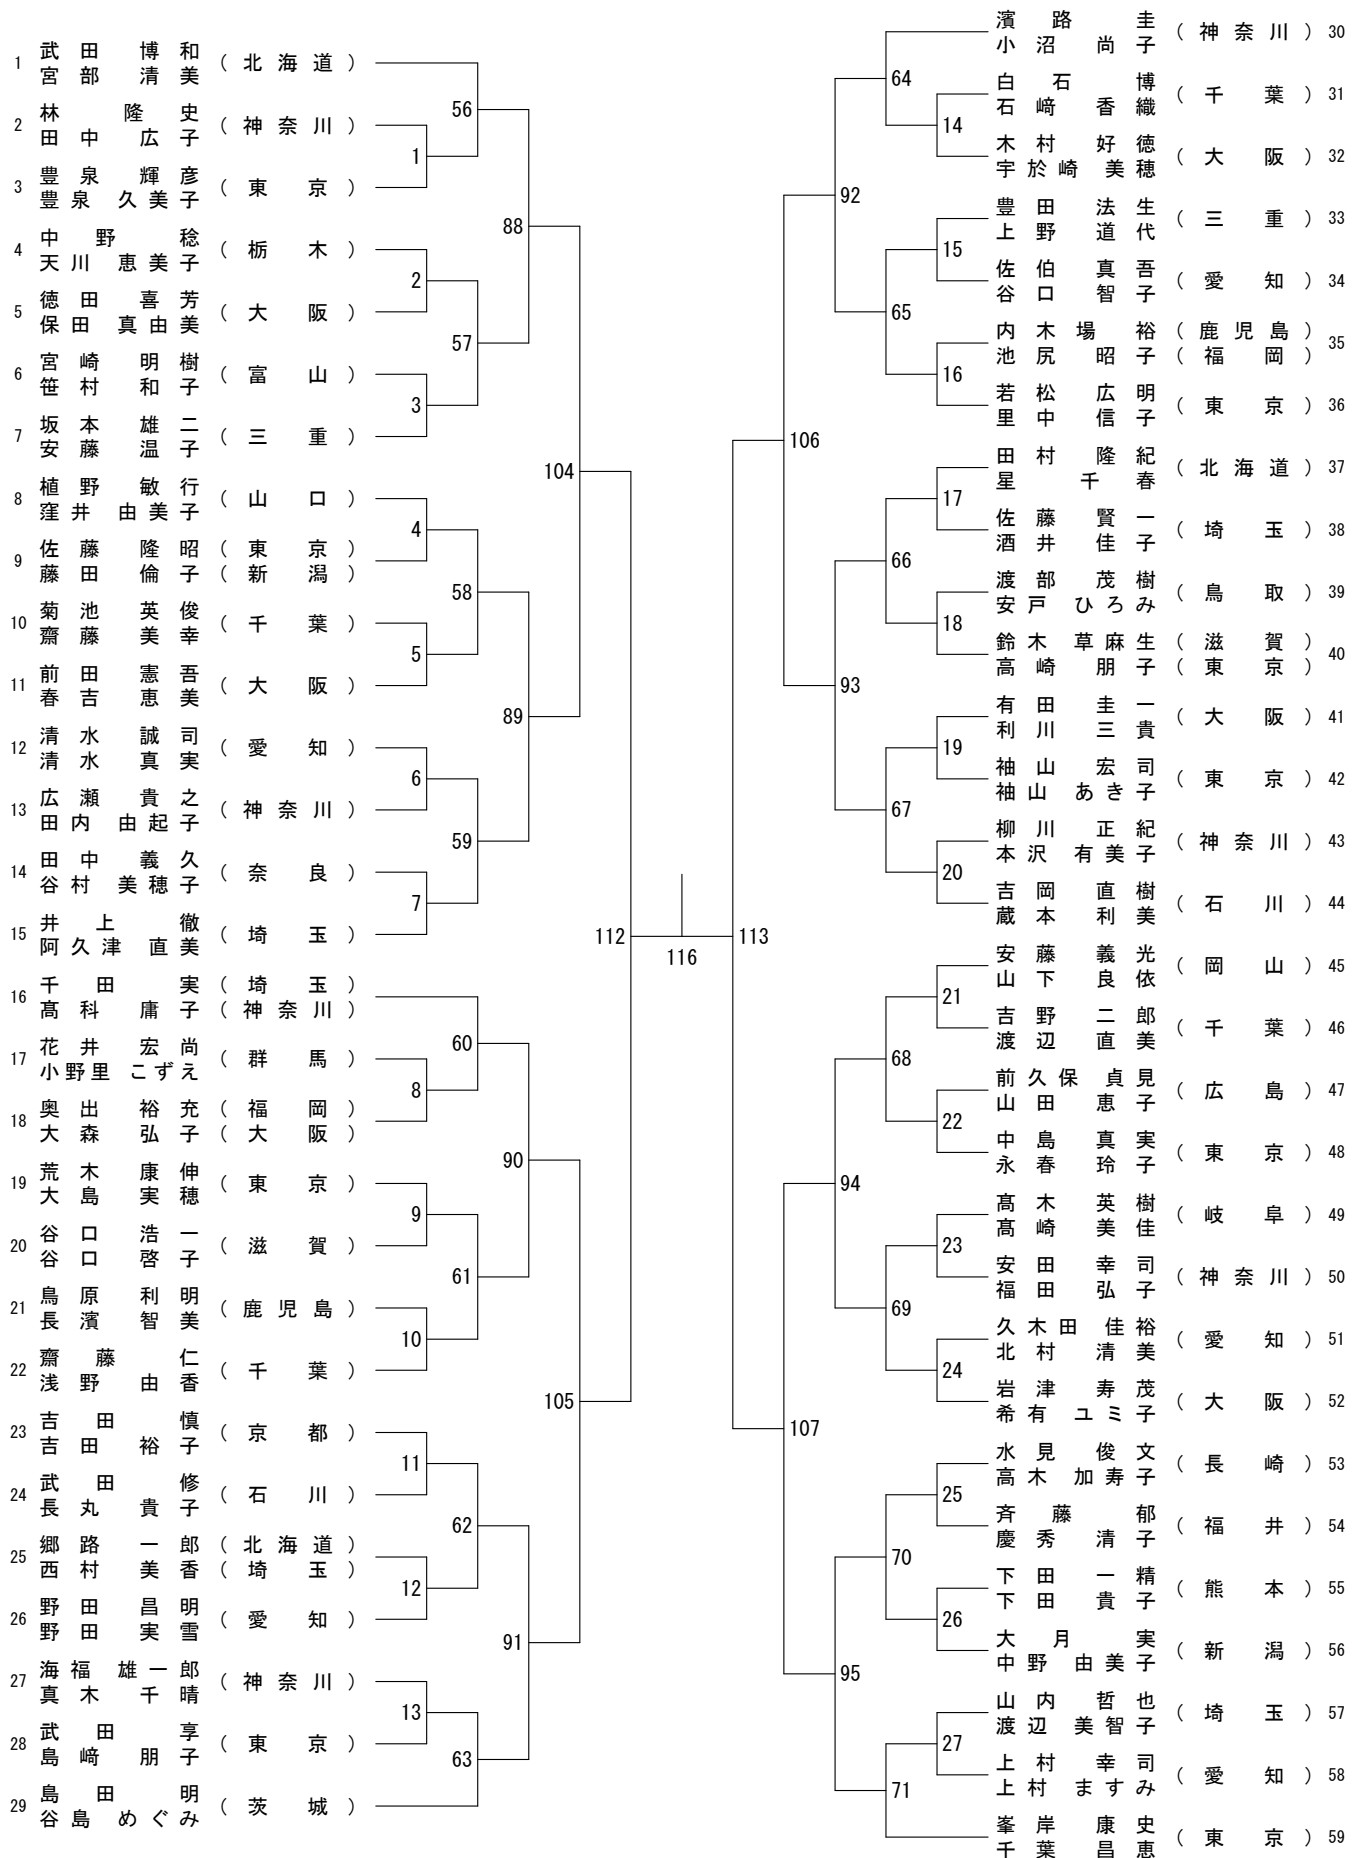 1 武田 博和 (北海道)
宮部 清美
2 林 隆史 (神奈川)
田中 広子
3 豊泉 輝彦 (東京)
豊泉 久美子
4 中野 稔 (栃木)
天川 恵美子
5 徳田 喜芳 (大阪)
保田 真由美
6 宮崎 明樹 (富山)
笹村 和子
7 坂本 雄二 (三重)
安藤 温子
8 植野 敏行 (山口)
窪井 由美子
9 佐藤 隆昭 (東京)
藤田 倫子 (新潟)
10 菊池 英俊 (千葉)
齋藤 美幸
11 前田 憲吾 (大阪)
春吉 恵美
12 清水 誠司 (愛知)
清水 真実
13 広瀬 貴之 (神奈川)
田内 由起子
14 田中 義久 (奈良)
谷村 美穂子
15 井上 徹 (埼玉)
阿久津 直美
16 千田 実 (埼玉)
髙科 庸子 (神奈川)
17 花井 宏尚 (群馬)
小野里 こずえ
18 奥出 裕充 (福岡)
大森 弘子 (大阪)
19 荒木 康伸 (東京)
大島 実穂
20 谷口 浩一 (滋賀)
谷口 啓子
21 鳥原 利明 (鹿児島)
長濱 智美
22 齋藤 仁 (千葉)
浅野 由香
23 吉田 慎 (京都)
吉田 裕子
24 武田 修 (石川)
長丸 貴子
25 郷路 一郎 (北海道)
西村 美香 (埼玉)
26 野田 昌明 (愛知)
野田 実雪
27 海福 雄一郎 (神奈川)
真木 千晴
28 武田 享 (東京)
島﨑 朋子
29 島田 明 (茨城)
谷島 めぐみ
1
2
3
4
5
6
7
8
9
10
11
12
13
56
57
58
59
60
61
62
63
88
89
90
91
104
105
112
116
113
106
107
92
93
94
95
64
65
66
67
68
69
70
71
14
15
16
17
18
19
20
21
22
23
24
25
26
27
濱路 圭 (神奈川) 30
小沼 尚子
白石 博 (千葉) 31
石﨑 香織
木村 好徳 (大阪) 32
宇於崎 美穂
豊田 法生 (三重) 33
上野 道代
佐伯 真吾 (愛知) 34
谷口 智子
内木場 裕 (鹿児島) 35
池尻 昭子 (福岡)
若松 広明 (東京) 36
里中 信子
田村 隆紀 (北海道) 37
星 千春
佐藤 賢一 (埼玉) 38
酒井 佳子
渡部 茂樹 (鳥取) 39
安戸 ひろみ
鈴木 草麻生 (滋賀) 40
高崎 朋子 (東京)
有田 圭一 (大阪) 41
利川 三貴
袖山 宏司 (東京) 42
袖山 あき子
柳川 正紀 (神奈川) 43
本沢 有美子
吉岡 直樹 (石川) 44
蔵本 利美
安藤 義光 (岡山) 45
山下 良依
吉野 二郎 (千葉) 46
渡辺 直美
前久保 貞見 (広島) 47
山田 恵子
中島 真実 (東京) 48
永春 玲子
髙木 英樹 (岐阜) 49
髙崎 美佳
安田 幸司 (神奈川) 50
福田 弘子
久木田 佳裕 (愛知) 51
北村 清美
岩津 寿茂 (大阪) 52
希有 ユミ子
水見 俊文 (長崎) 53
高木 加寿子
斉藤 郁 (福井) 54
慶秀 清子
下田 一精 (熊本) 55
下田 貴子
大月 実 (新潟) 56
中野 由美子
山内 哲也 (埼玉) 57
渡辺 美智子
上村 幸司 (愛知) 58
上村 ますみ
峯岸 康史 (東京) 59
千葉 昌恵